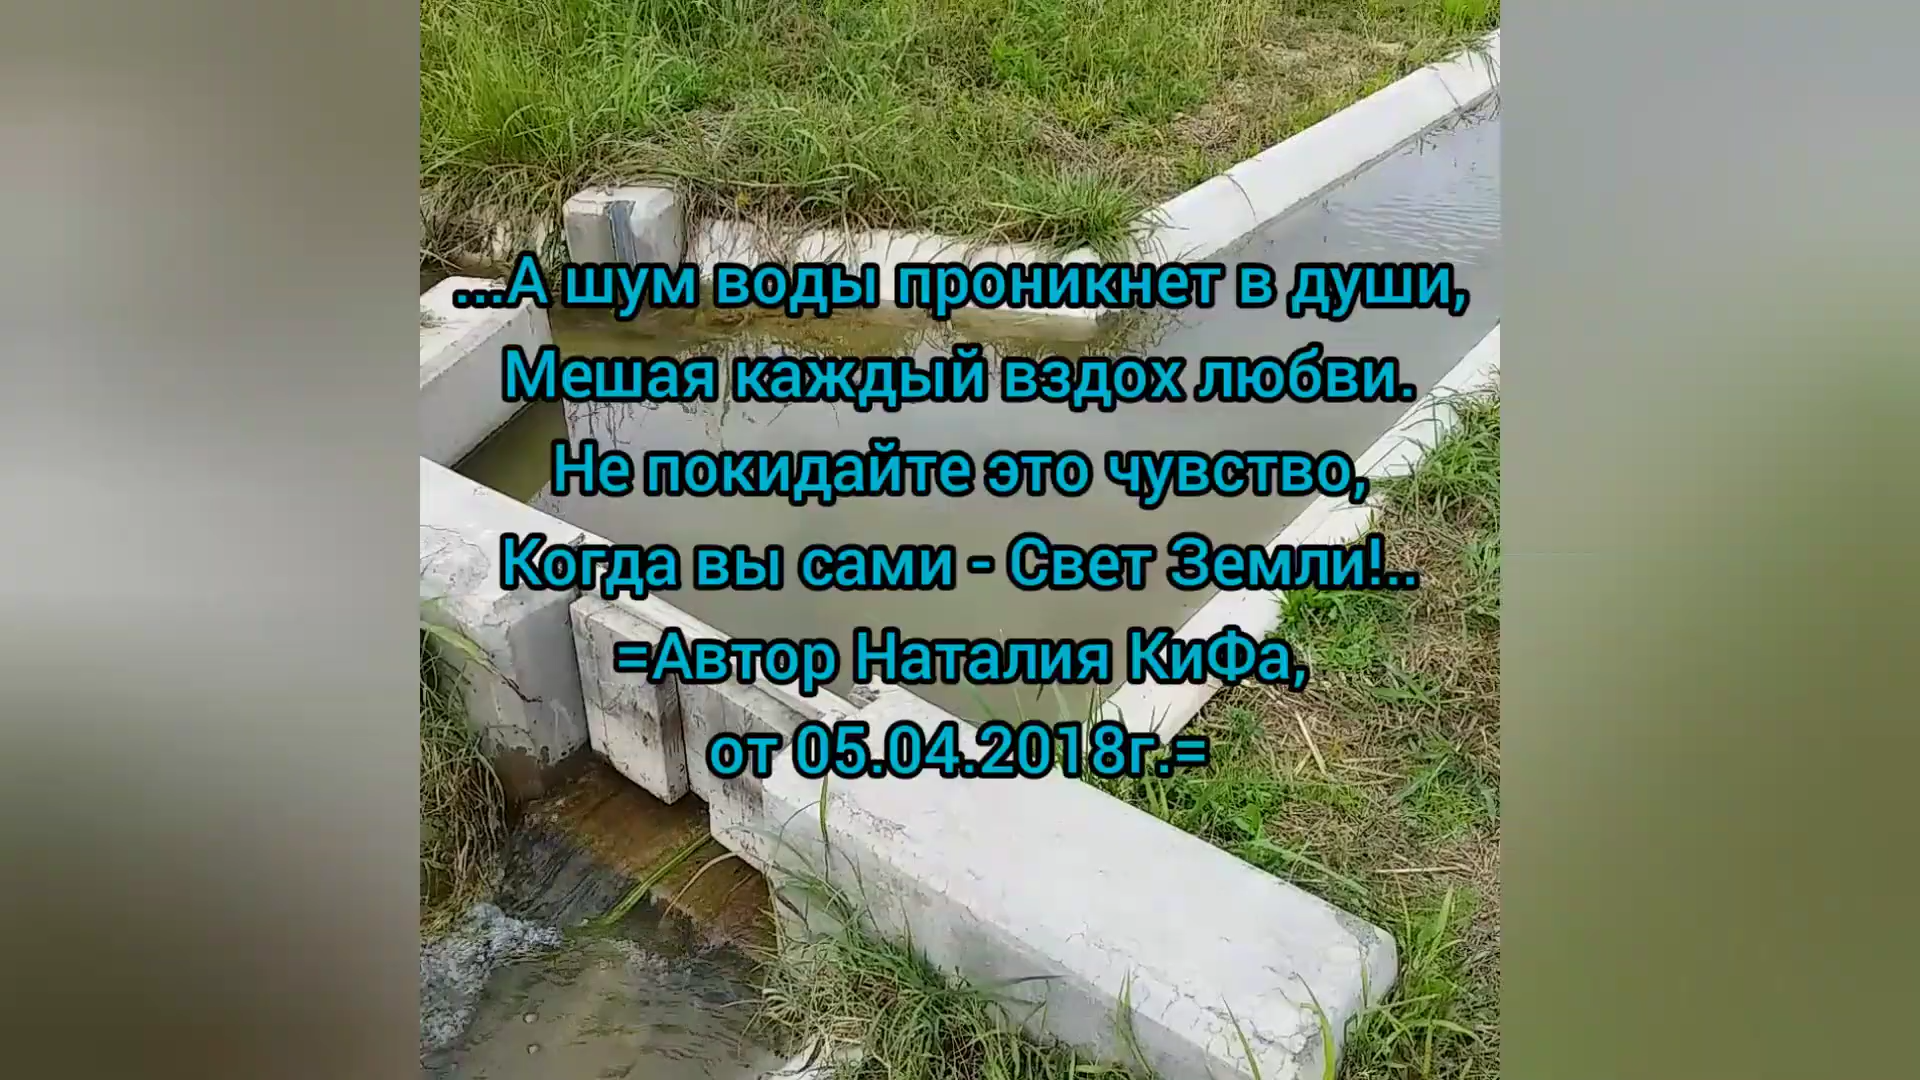 ...А шум воды проникнет в души,
Мешая каждый вздох любви.
Не покидайте это чувство,
Когда вы сами - Свет Земли!..
=Автор Наталия КиФа,
от 05.04.2018г.=